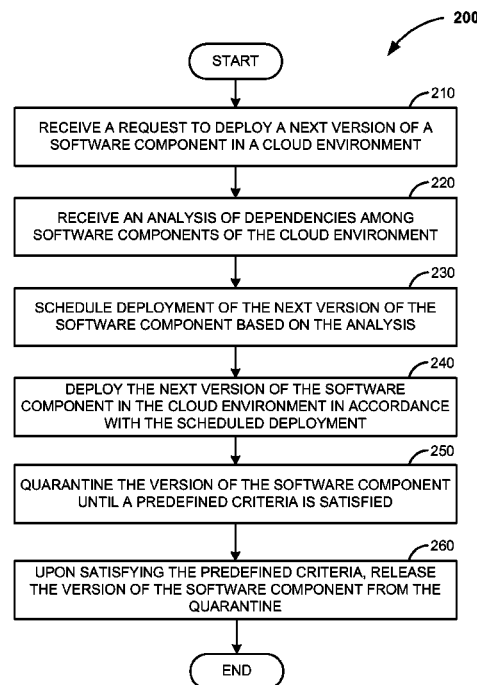 200
START
210
RECEIVE A REQUEST TO DEPLOY A NEXT VERSION OF A
SOFTWARE COMPONENT IN A CLOUD ENVIRONMENT
220
RECEIVE AN ANALYSIS OF DEPENDENCIES AMONG
SOFTWARE COMPONENTS OF THE CLOUD ENVIRONMENT
230
SCHEDULE DEPLOYMENT OF THE NEXT VERSION OF THE
SOFTWARE COMPONENT BASED ON THE ANALYSIS
240
DEPLOY THE NEXT VERSION OF THE SOFTWARE
COMPONENT IN THE CLOUD ENVIRONMENT IN ACCORDANCE
WITH THE SCHEDULED DEPLOYMENT
250
QUARANTINE THE VERSION OF THE SOFTWARE COMPONENT
UNTIL A PREDEFINED CRITERIA IS SATISFIED
260
UPON SATISFYING THE PREDEFINED CRITERIA, RELEASE
THE VERSION OF THE SOFTWARE COMPONENT FROM THE
QUARANTINE
END